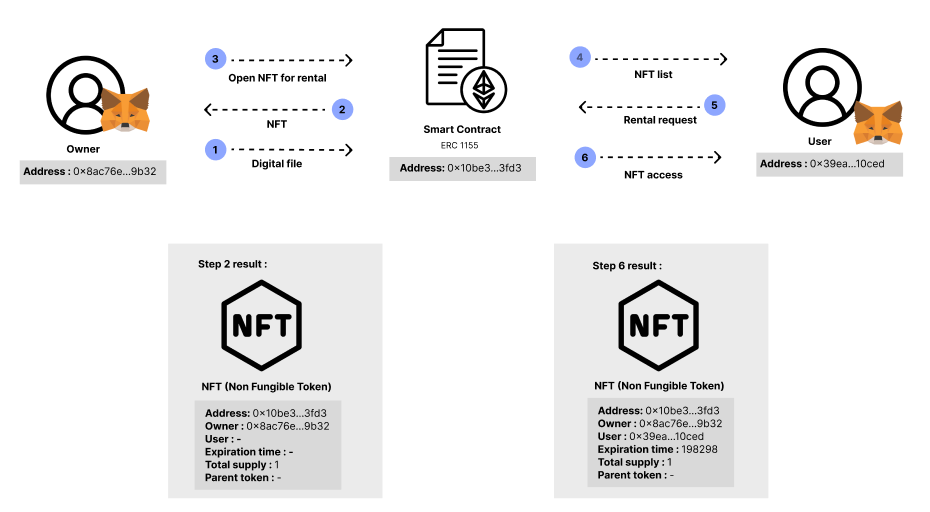 3
Open NFT for rental
2
NFT
1
Digital file
Owner
Address : 0×8ac76e...9b32
Smart Contract
ERC 1155
Address: 0×10be3...3fd3
4
NFT list
5
Rental request
6
NFT access
User
Address : 0×39ea...10ced
Step 2 result :
NFT
NFT (Non Fungible Token)
Address: 0×10be3...3fd3
Owner : 0×8ac76e...9b32
User : -
Expiration time : -
Total supply : 1
Parent token : -
Step 6 result :
NFT
NFT (Non Fungible Token)
Address: 0×10be3...3fd3
Owner : 0×8ac76e...9b32
User : 0×39ea...10ced
Expiration time : 198298
Total supply : 1
Parent token : -